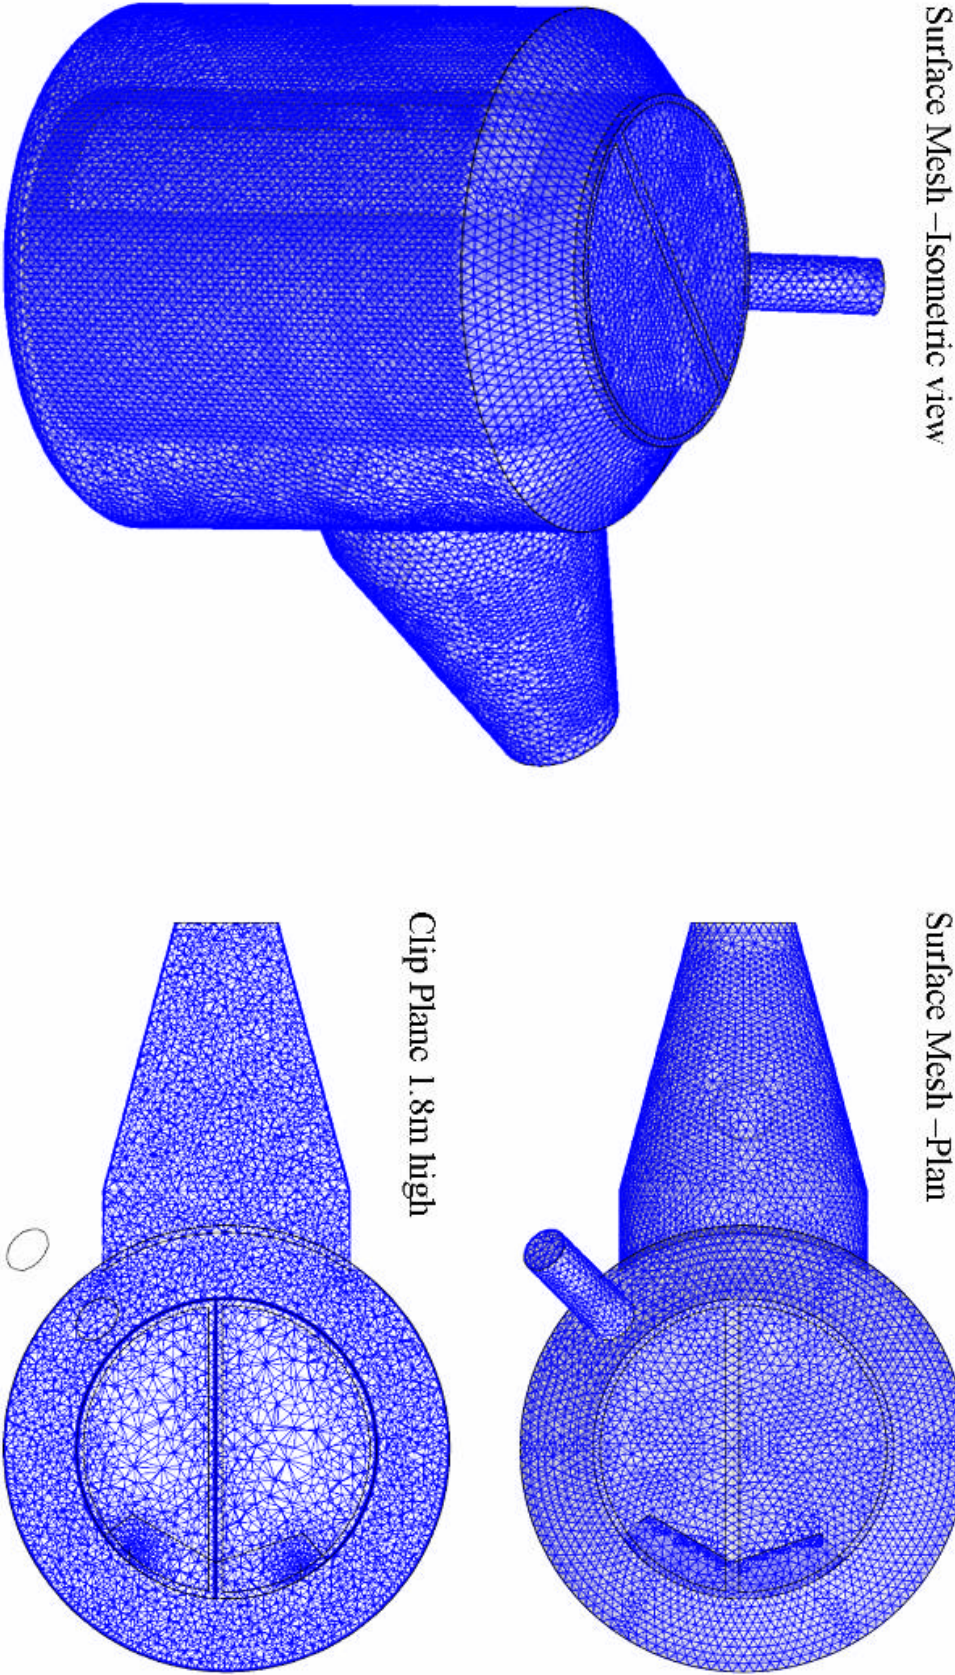 Surface Mesh –Isometric view
Surface Mesh –Plan
Clip Plane 1.8m high